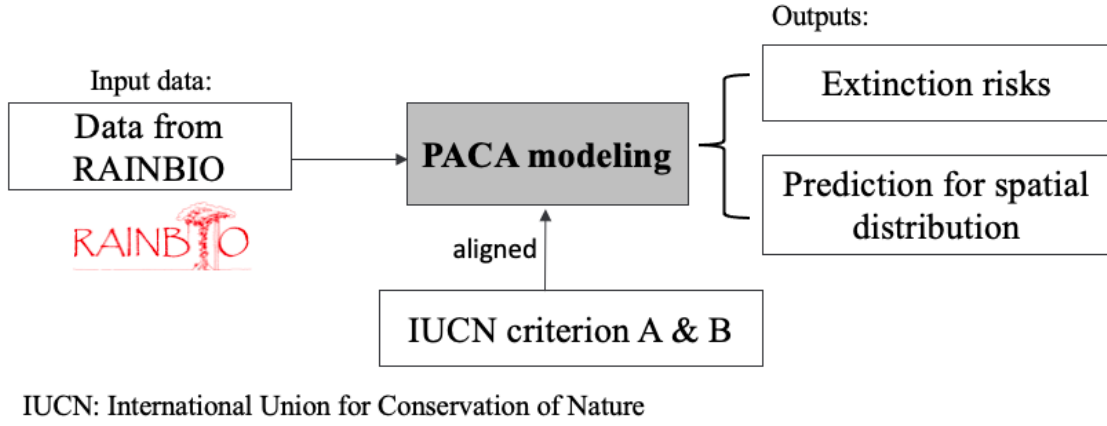 Outputs:
Input data:
Data from
RAINBIO
RAINBIO
PACA modeling
Extinction risks
Prediction for spatial
distribution
aligned
IUCN criterion A & B
IUCN: International Union for Conservation of Nature